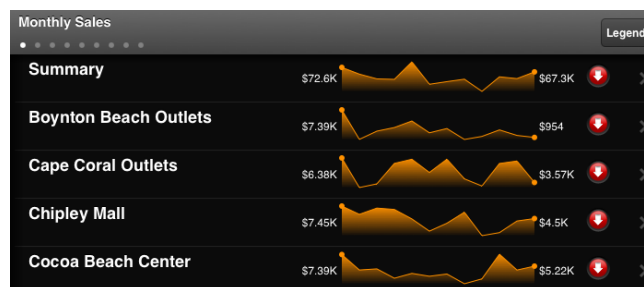 Monthly Sales
Legend
Summary $72.6K $67.3K
Boynton Beach Outlets $7.39K $954
Cape Coral Outlets $6.38K $3.57K
Chipley Mall $7.45K $4.5K
Cocoa Beach Center $7.39K $5.22K